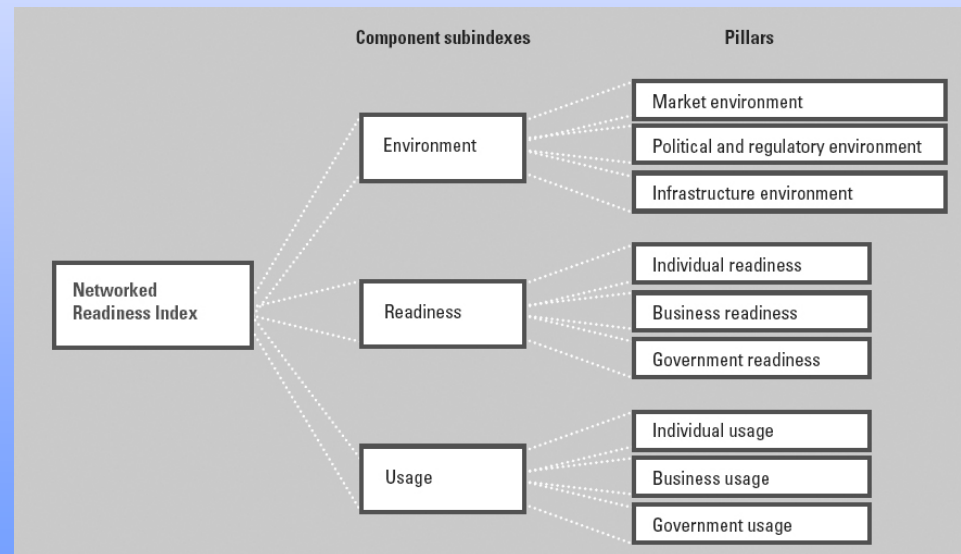 Component subindexes
Pillars
Market environment
Environment
Political and regulatory environment
Infrastructure environment
Individual readiness
Networked
Readiness Index
Readiness
Business readiness
Government readiness
Individual usage
Usage
Business usage
Government usage